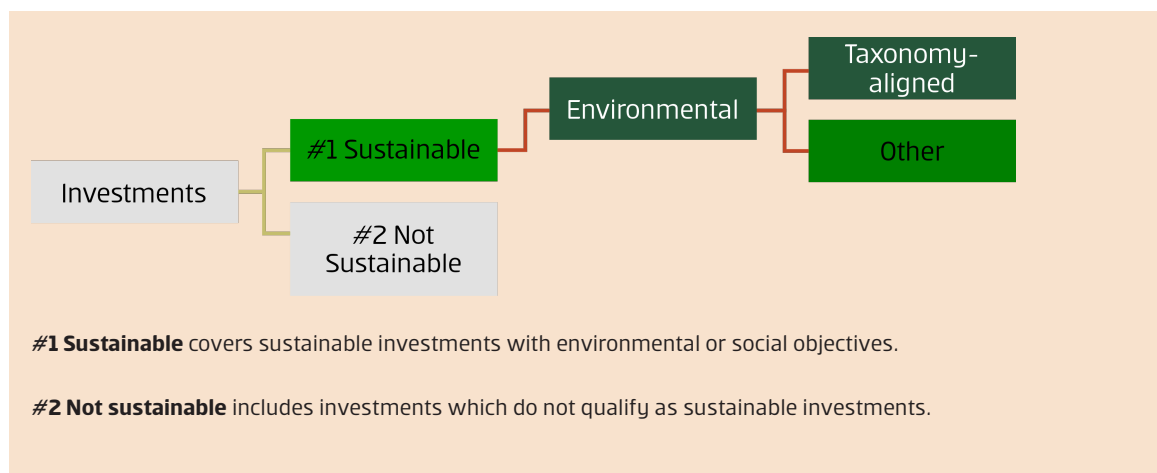 Taxonomy-
aligned
Environmental
#1 Sustainable
Other
Investments
#2 Not
Sustainable
#1 Sustainable covers sustainable investments with environmental or social objectives.
#2 Not sustainable includes investments which do not qualify as sustainable investments.